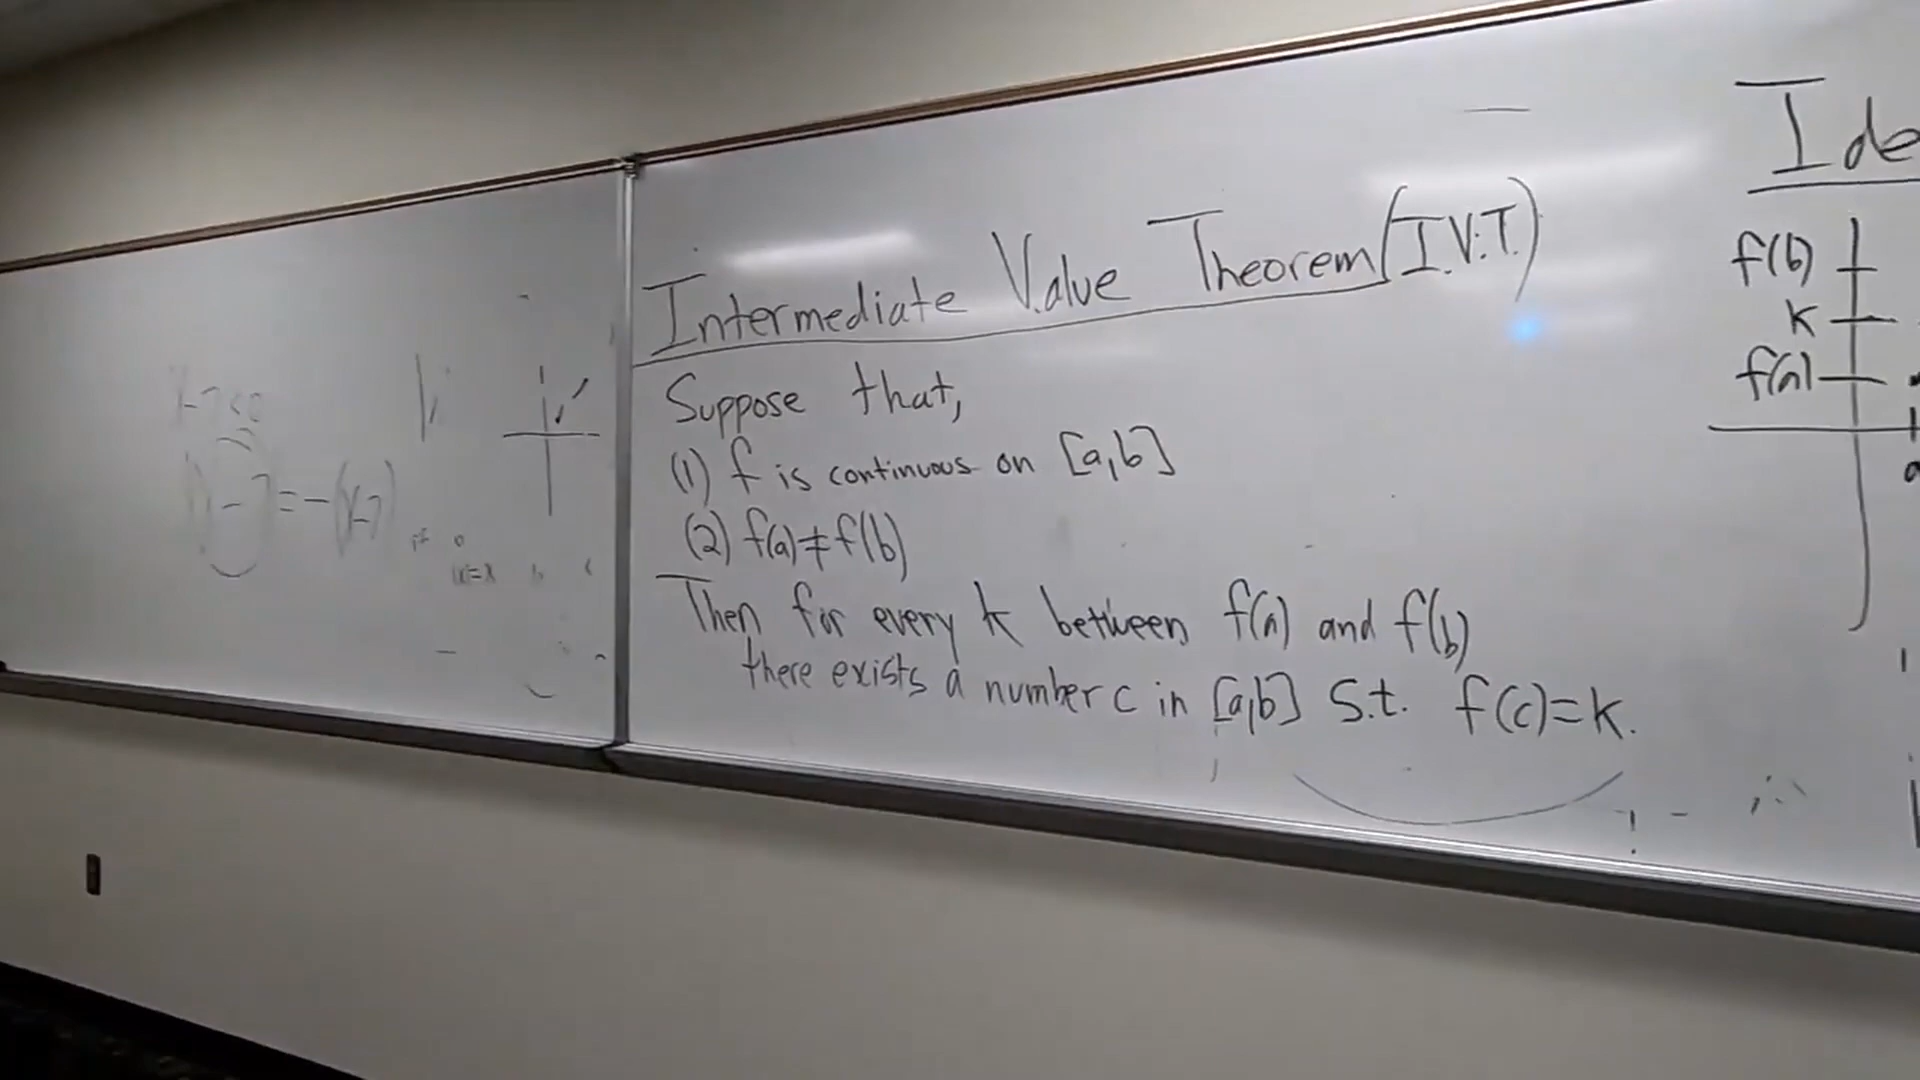 Intermediate Value Theorem (I.V.T.)
Suppose that,
(1) f is continuous on [a,b]
(2) f(a)≠f(b)
Then for every k between f(a) and f(b)
there exists a number c in [a,b] s.t. f(c)=k.
Ide
f(b)
k
f(a)